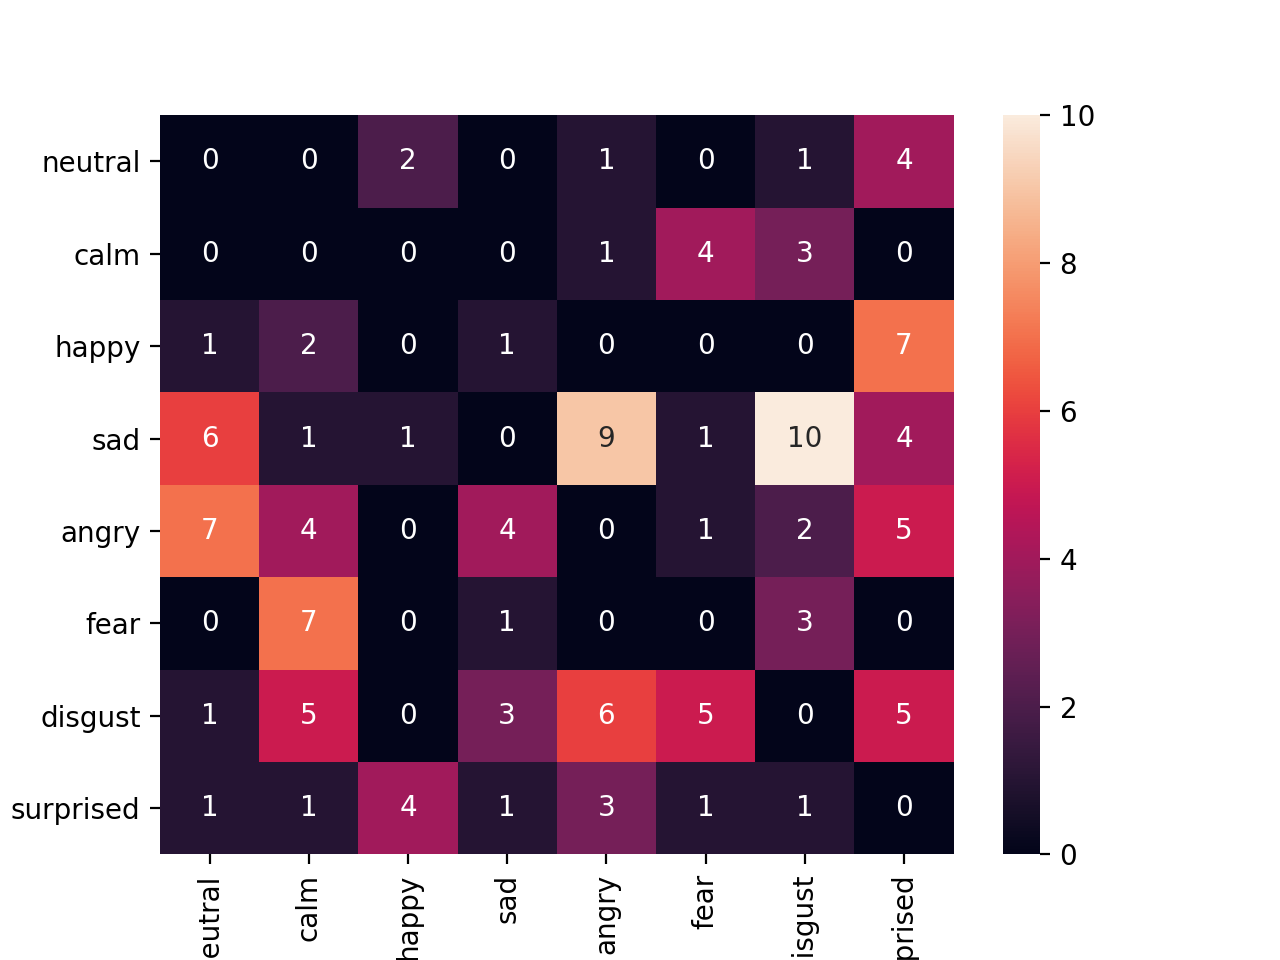 neutral 0 0 2 0 1 0 1 4
calm 0 0 0 0 1 4 3 0
happy 1 2 0 1 0 0 0 7
sad 6 1 1 0 9 1 10 4
angry 7 4 0 4 0 1 2 5
fear 0 7 0 1 0 0 3 0
disgust 1 5 0 3 6 5 0 5
surprised 1 1 4 1 3 1 1 0
eutral calm happy sad angry fear isgust prised
10
8
6
4
2
0